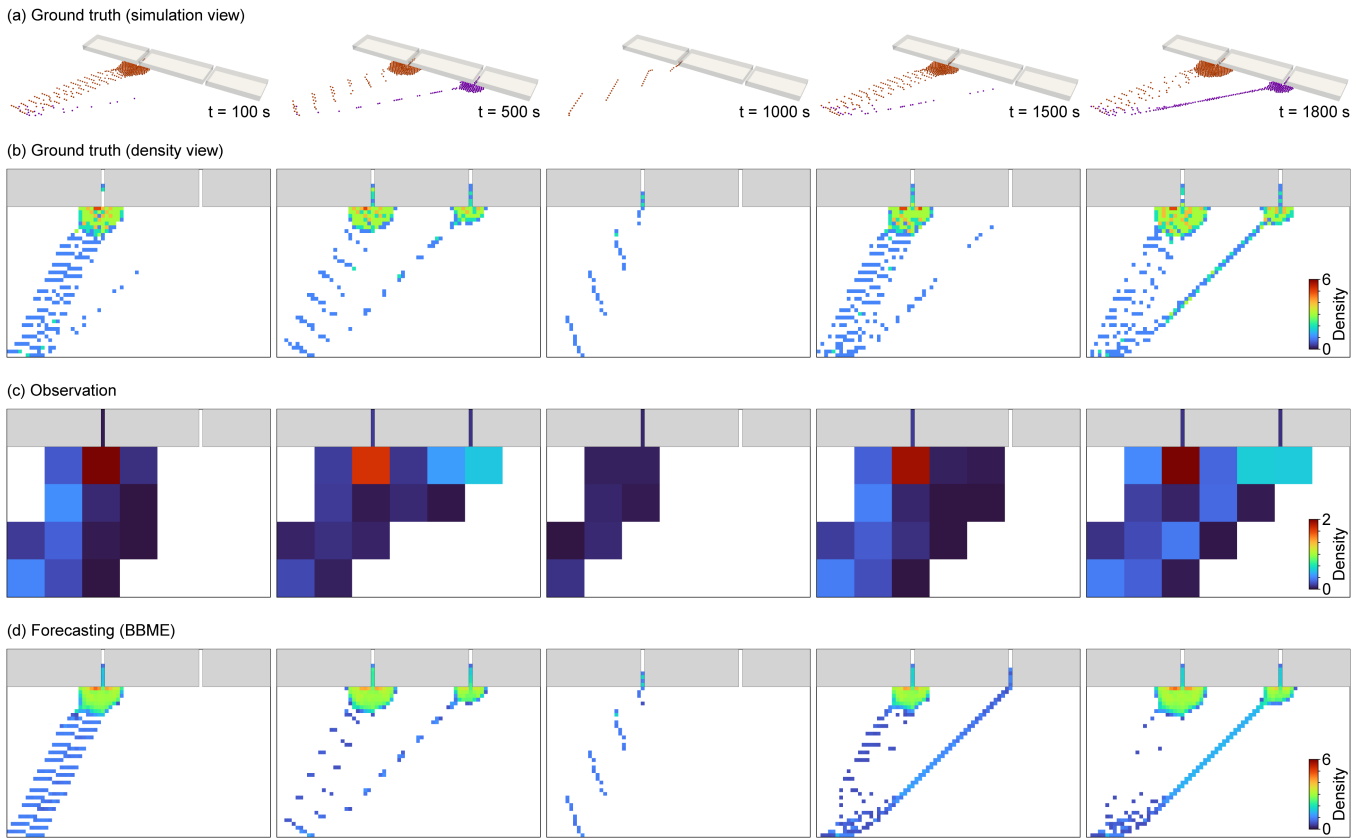 (a) Ground truth (simulation view)
t = 100 s
t = 500 s
t = 1000 s
t = 1500 s
t = 1800 s
(b) Ground truth (density view)
6
0
Density
(c) Observation
2
0
Density
(d) Forecasting (BBME)
6
0
Density